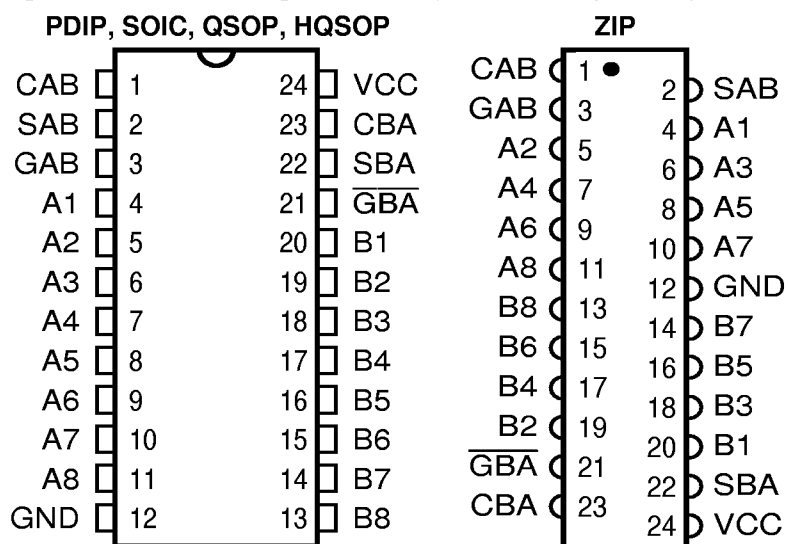 PDIP, SOIC, QSOP, HQSOP
CAB 1 24 VCC
SAB 2 23 CBA
GAB 3 22 SBA
A1 4 21 G̅B̅A̅
A2 5 20 B1
A3 6 19 B2
A4 7 18 B3
A5 8 17 B4
A6 9 16 B5
A7 10 15 B6
A8 11 14 B7
GND 12 13 B8
ZIP
CAB 1
2 SAB
GAB 3
4 A1
A2 5
6 A3
A4 7
8 A5
A6 9
10 A7
A8 11
12 GND
B8 13
14 B7
B6 15
16 B5
B4 17
18 B3
B2 19
20 B1
G̅B̅A̅ 21
22 SBA
CBA 23
24 VCC